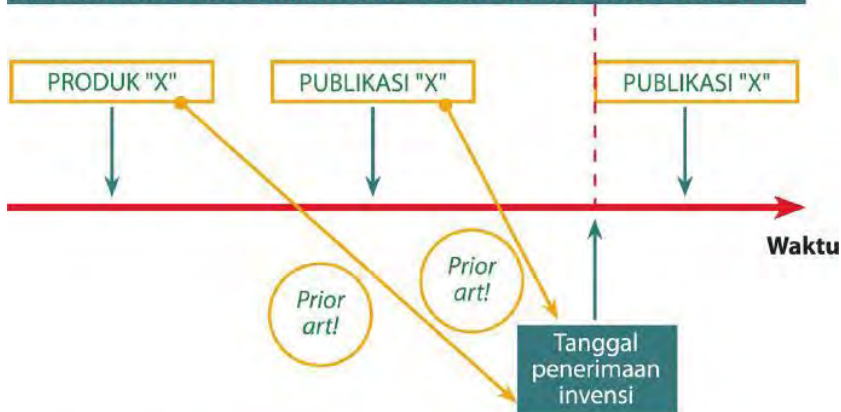 PRODUK "X"
PUBLIKASI "X"
PUBLIKASI "X"
Waktu
Prior
art!
Prior
art!
Tanggal
penerimaan
invensi